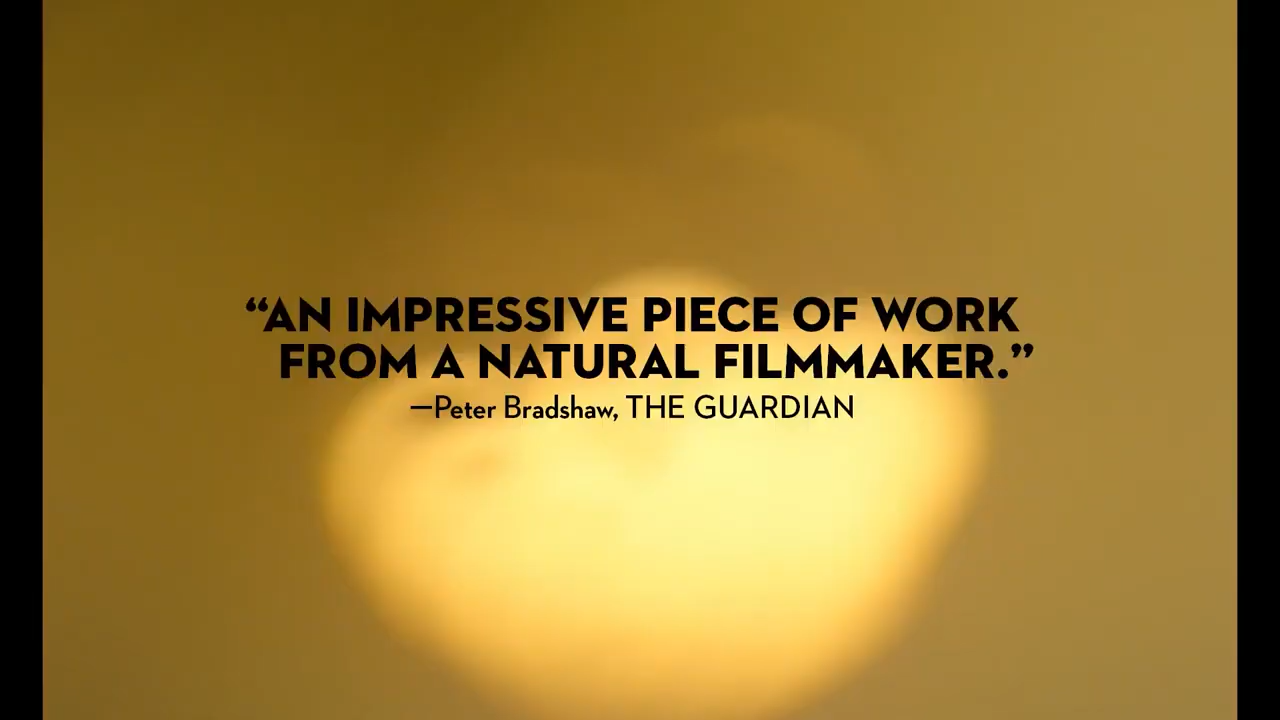 “AN IMPRESSIVE PIECE OF WORK
FROM A NATURAL FILMMAKER.”
—Peter Bradshaw, THE GUARDIAN